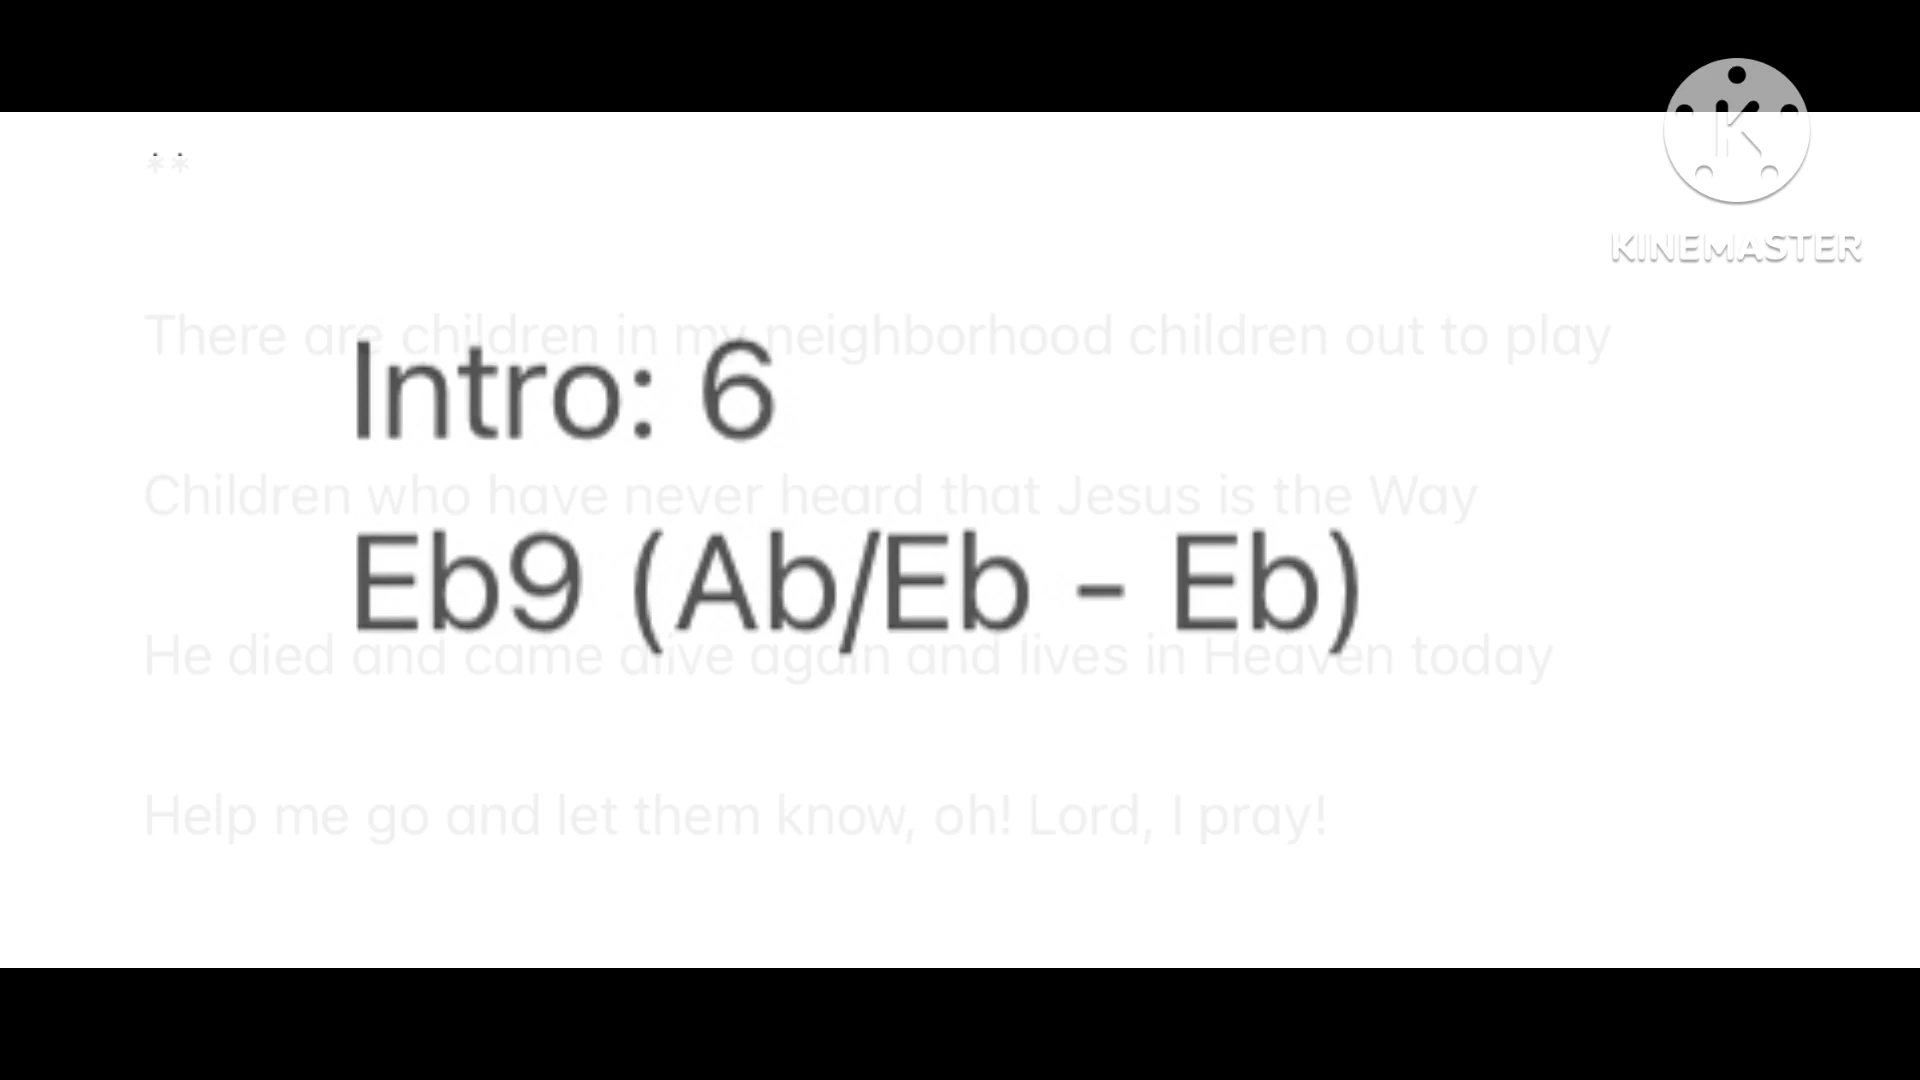 **
There are children in my neighborhood children out to play
Intro: 6
Children who have never heard that Jesus is the Way
Eb9 (Ab/Eb - Eb)
He died and came alive again and lives in Heaven today
Help me go and let them know, oh! Lord, I pray!
K
KINEMASTER